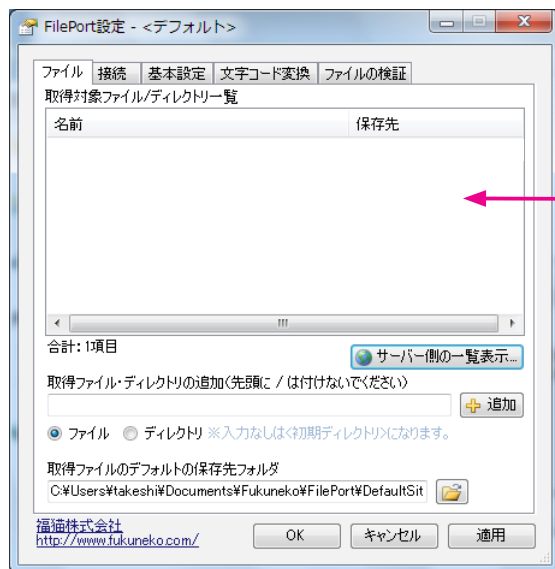 FilePort設定 - <デフォルト>
ファイル 接続 基本設定 文字コード変換 ファイルの検証
取得対象ファイル/ディレクトリ一覧
名前 保存先
合計:1項目
サーバー側の一覧表示...
取得ファイル・ディレクトリの追加(先頭に / は付けないでください)
追加
ファイル ディレクトリ ※入力なしは<初期ディレクトリ>になります。
取得ファイルのデフォルトの保存先フォルダ
C:¥Users¥takeshi¥Documents¥Fukuneko¥FilePort¥DefaultSit
福猫株式会社
http://www.fukuneko.com/
OK キャンセル 適用